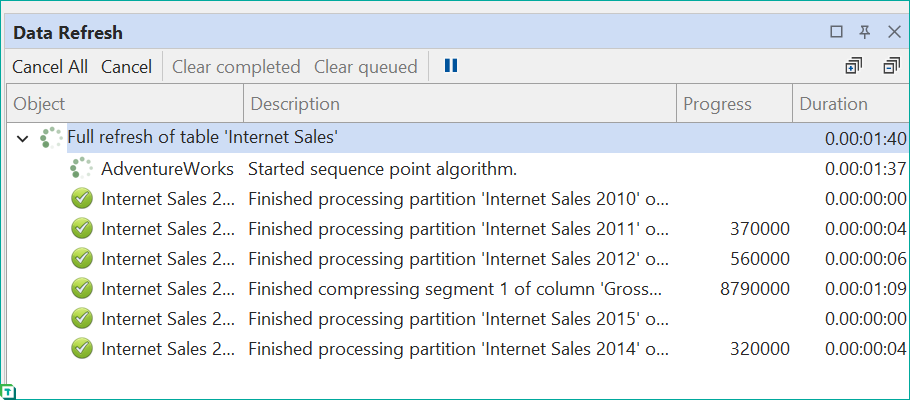 Data Refresh
Cancel All Cancel Clear completed Clear queued
Object Description Progress Duration
Full refresh of table 'Internet Sales' 0.00:01:40
AdventureWorks Started sequence point algorithm. 0.00:01:37
Internet Sales 2... Finished processing partition 'Internet Sales 2010' o... 0.00:00:00
Internet Sales 2... Finished processing partition 'Internet Sales 2011' o... 370000 0.00:00:04
Internet Sales 2... Finished processing partition 'Internet Sales 2012' o... 560000 0.00:00:06
Internet Sales 2... Finished compressing segment 1 of column 'Gross... 8790000 0.00:01:09
Internet Sales 2... Finished processing partition 'Internet Sales 2015' o... 0.00:00:00
Internet Sales 2... Finished processing partition 'Internet Sales 2014' o... 320000 0.00:00:04
T